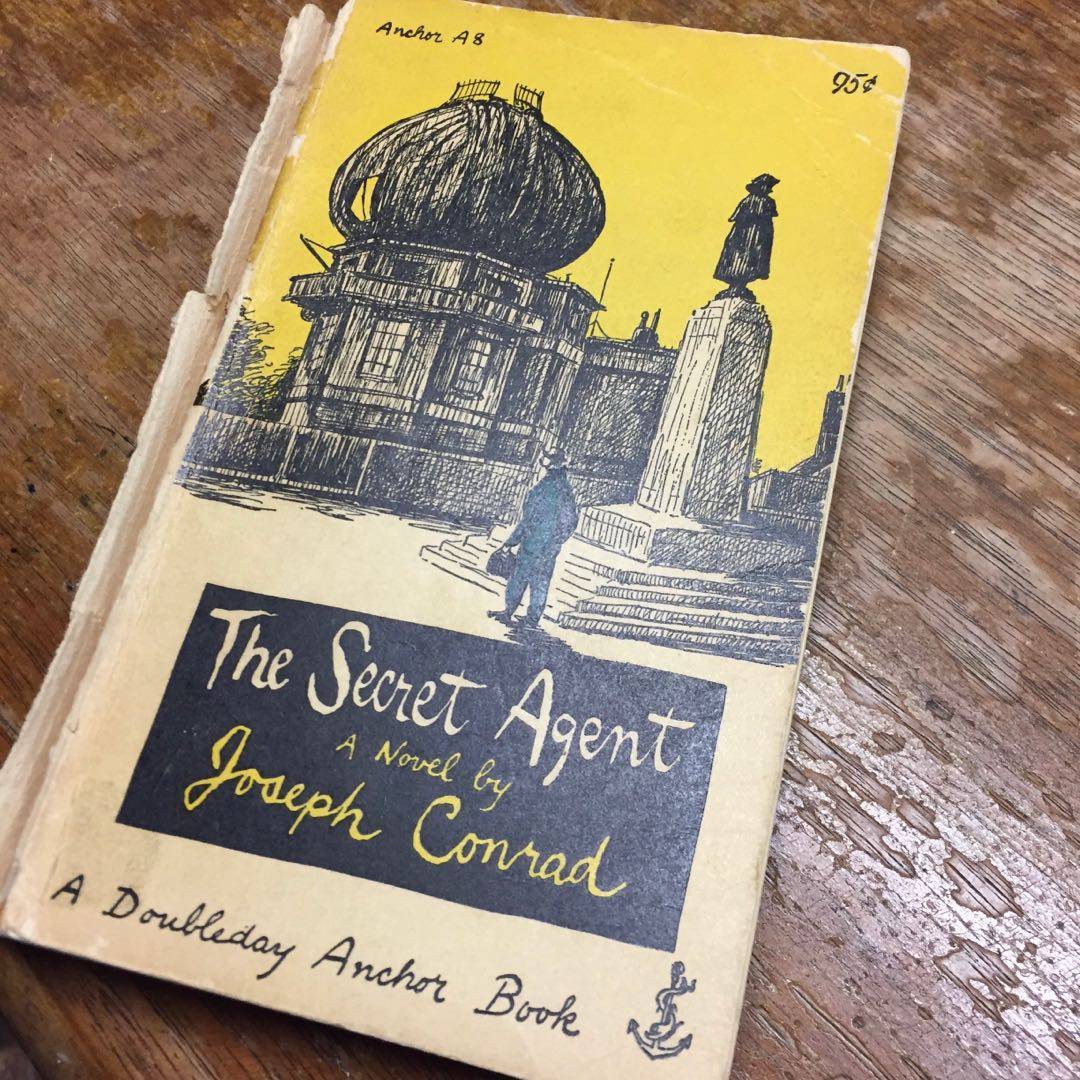 Anchor A8
95¢
The Secret Agent
A Novel by
Joseph Conrad
A Doubleday Anchor Book